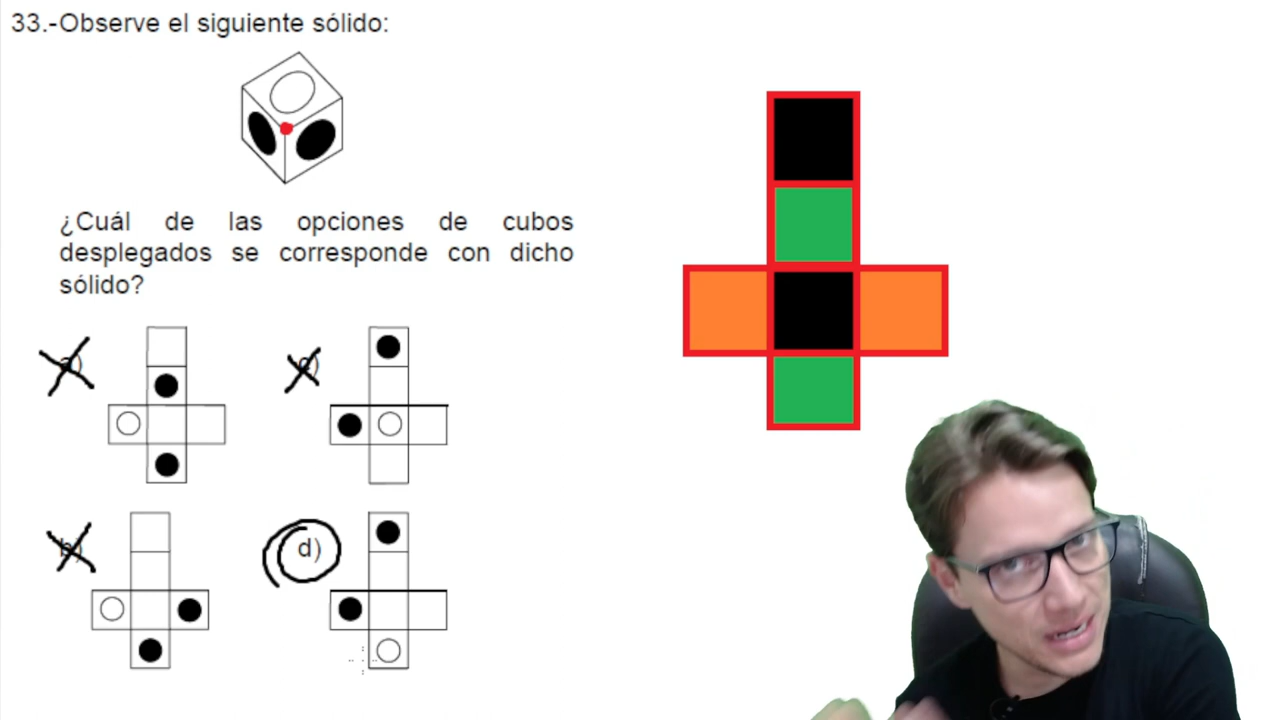 33.-Observe el siguiente sólido:
¿Cuál de las opciones de cubos
desplegados se corresponde con dicho
sólido?
a)
c)
b)
d)